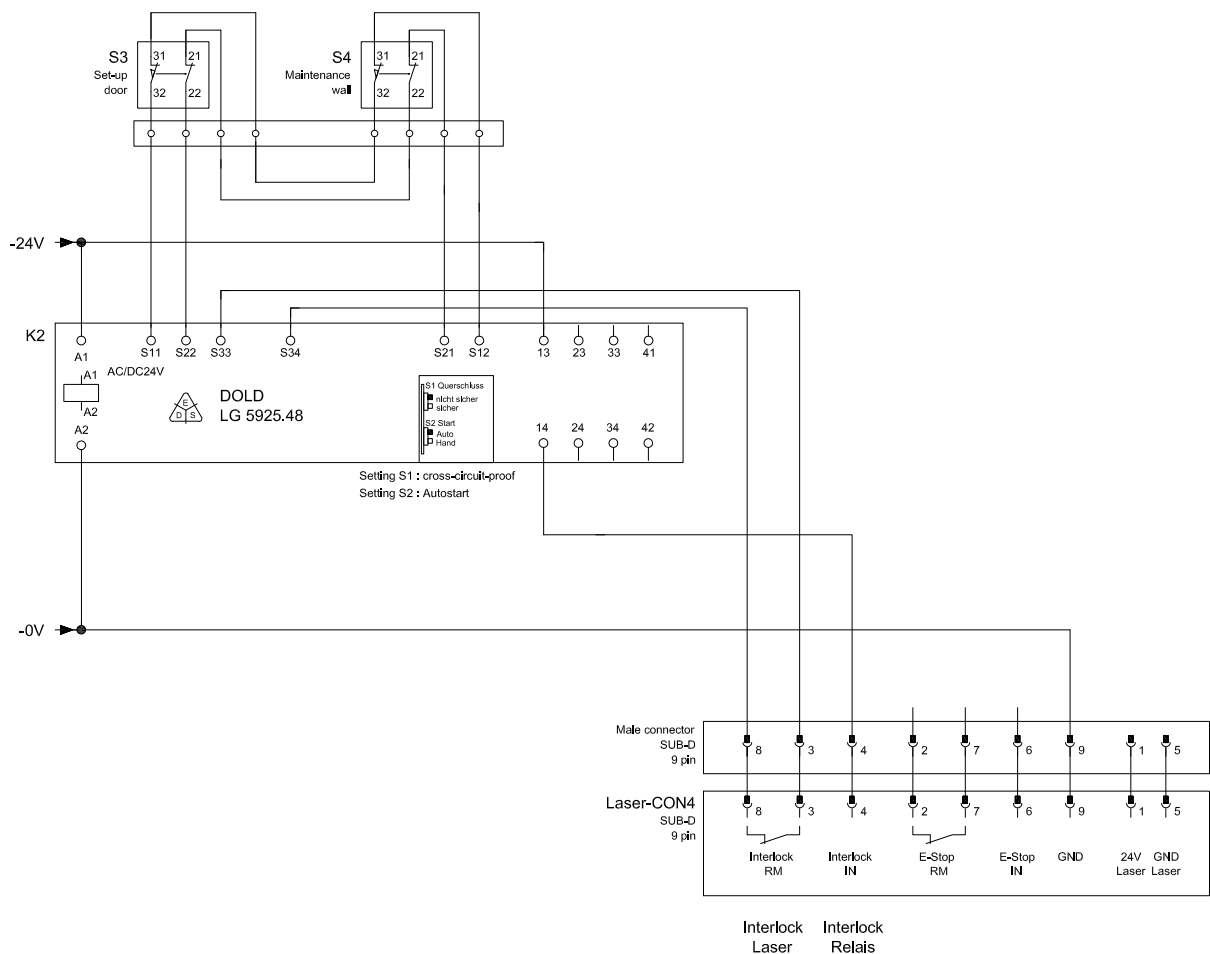 S3
Set-up
door
31 21
32 22
S4
Maintenance
wall
31 21
32 22
-24V
K2
A1
S11 S22 S33 S34 S21 S12 13 23 33 41
A1
AC/DC24V
A2
A2
E
D S
DOLD
LG 5925.48
S1 Querschluss
nicht sicher
sicher
S2 Start
Auto
Hand
14 24 34 42
Setting S1 : cross-circuit-proof
Setting S2 : Autostart
-0V
Male connector
SUB-D
9 pin
8 3 4 2 7 6 9 1 5
Laser-CON4
SUB-D
9 pin
8 3 4 2 7 6 9 1 5
Interlock
RM
Interlock
IN
E-Stop
RM
E-Stop
IN
GND
24V
Laser
GND
Laser
Interlock
Laser
Interlock
Relais